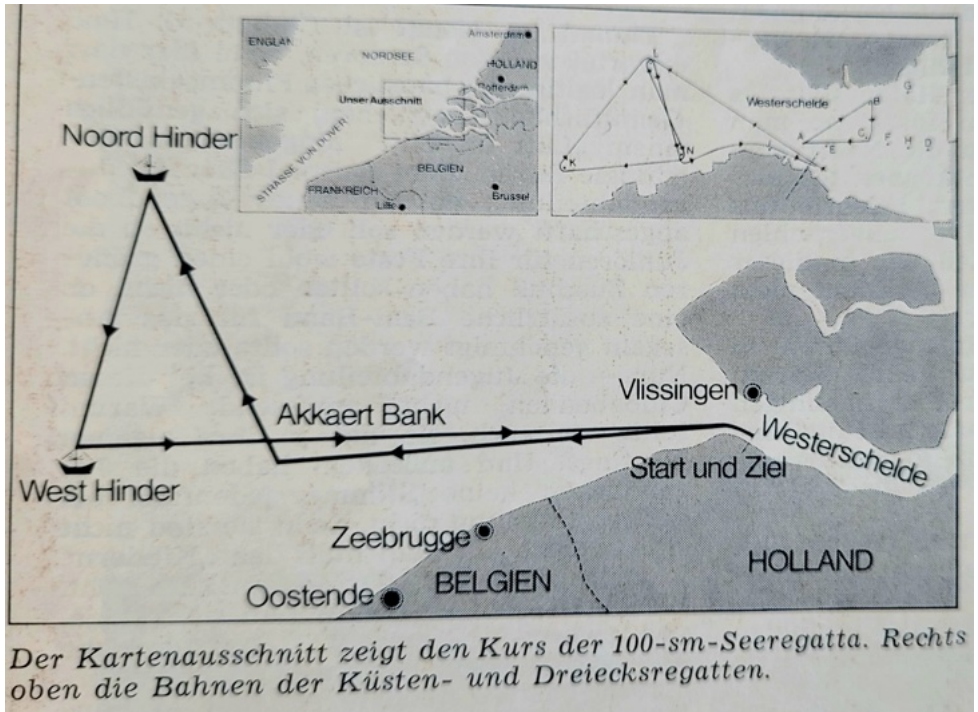 ENGLAN
NORDSEE
Amsterdam
HOLLAND
Rotterdam
Unser Ausschnitt
STRASSE VON DOVER
BELGIEN
FRANKREICH
Brussel
Lille
L
K
N
Westerschelde
A
B
C
E
F
H
D
G
Noord Hinder
Akkaert Bank
West Hinder
Vlissingen
Westerschelde
Start und Ziel
Zeebrugge
Oostende
BELGIEN
HOLLAND
Der Kartenausschnitt zeigt den Kurs der 100-sm-Seeregatta. Rechts
oben die Bahnen der Küsten- und Dreiecksregatten.